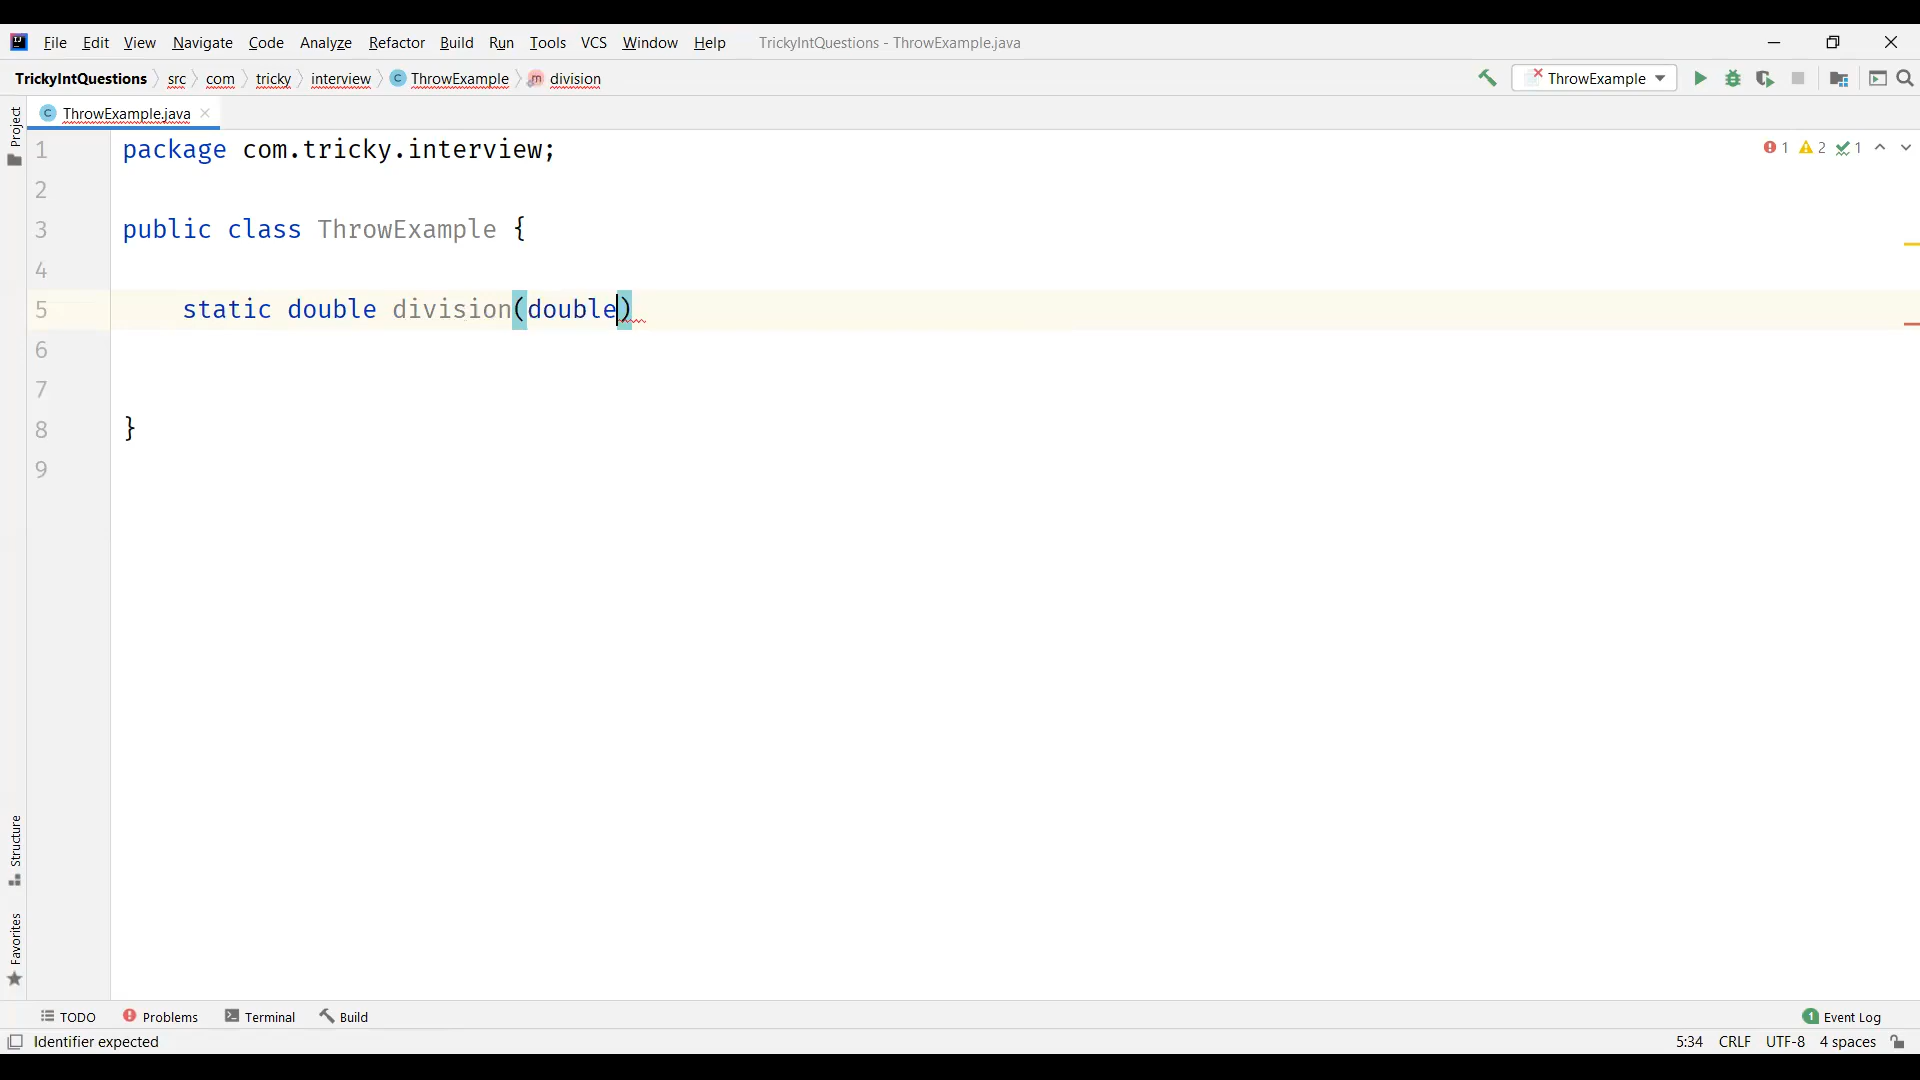 File Edit View Navigate Code Analyze Refactor Build Run Tools VCS Window Help TrickyIntQuestions - ThrowExample.java
TrickyIntQuestions src com tricky interview C ThrowExample m division ThrowExample
C ThrowExample.java
Project
1 package com.tricky.interview; 1 2 1
2
3 public class ThrowExample {
4
5 static double division(double)
6
7
8 }
9
Structure
Favorites
TODO Problems Terminal Build 1 Event Log
Identifier expected 5:34 CRLF UTF-8 4 spaces